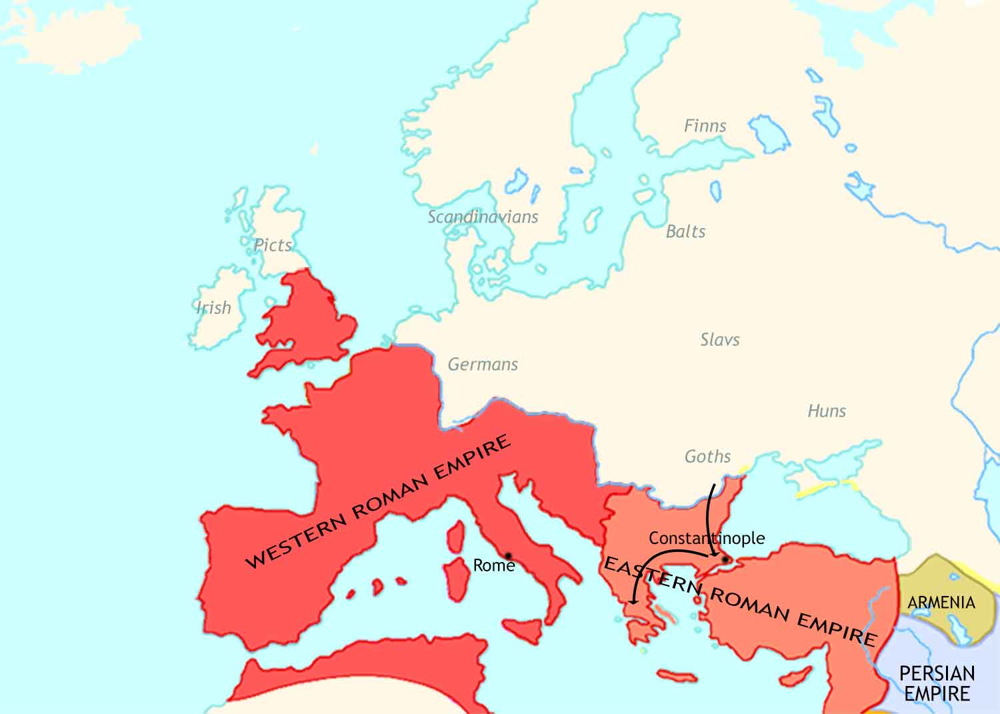 Finns
Scandinavians
Balts
Picts
Irish
Slavs
Germans
Huns
Goths
WESTERN ROMAN EMPIRE
Constantinople
Rome
EASTERN ROMAN EMPIRE
ARMENIA
PERSIAN
EMPIRE